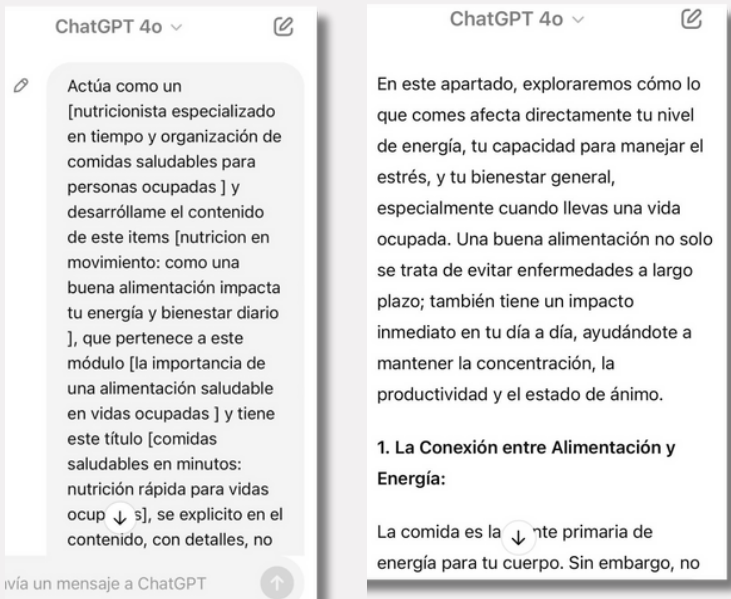 ChatGPT 4o
Actúa como un
[nutricionista especializado
en tiempo y organización de
comidas saludables para
personas ocupadas ] y
desarróllame el contenido
de este items [nutricion en
movimiento: como una
buena alimentación impacta
tu energía y bienestar diario
], que pertenece a este
módulo [la importancia de
una alimentación saludable
en vidas ocupadas ] y tiene
este título [comidas
saludables en minutos:
nutrición rápida para vidas
], se explicito en el
contenido, con detalles, no
un mensaje a ChatGPT
ChatGPT 4o
En este apartado, exploraremos cómo lo
que comes afecta directamente tu nivel
de energía, tu capacidad para manejar el
estrés, y tu bienestar general,
especialmente cuando llevas una vida
ocupada. Una buena alimentación no solo
se trata de evitar enfermedades a largo
plazo; también tiene un impacto
inmediato en tu día a día, ayudándote a
mantener la concentración, la
productividad y el estado de ánimo.
1. La Conexión entre Alimentación y
Energía:
La comida es la primaria de
energía para tu cuerpo. Sin embargo, no